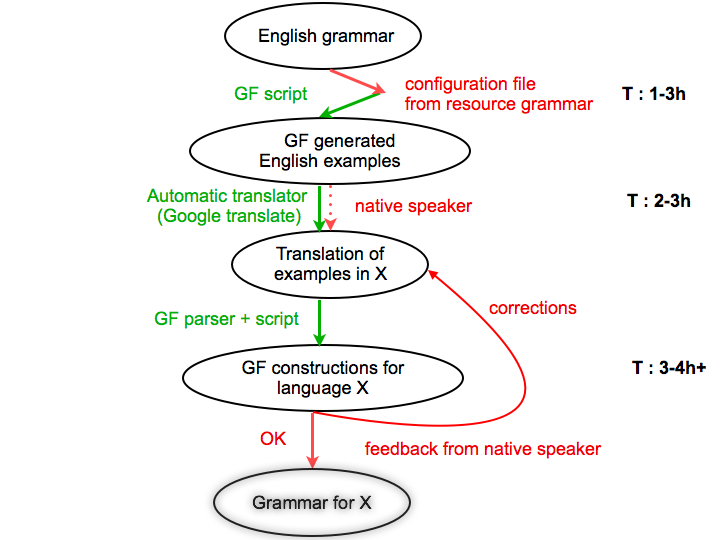 English grammar
GF script
configuration file
from resource grammar
T : 1-3h
GF generated
English examples
Automatic translator
(Google translate)
native speaker
T : 2-3h
Translation of
examples in X
GF parser + script
corrections
GF constructions for
language X
T : 3-4h+
OK
feedback from native speaker
Grammar for X